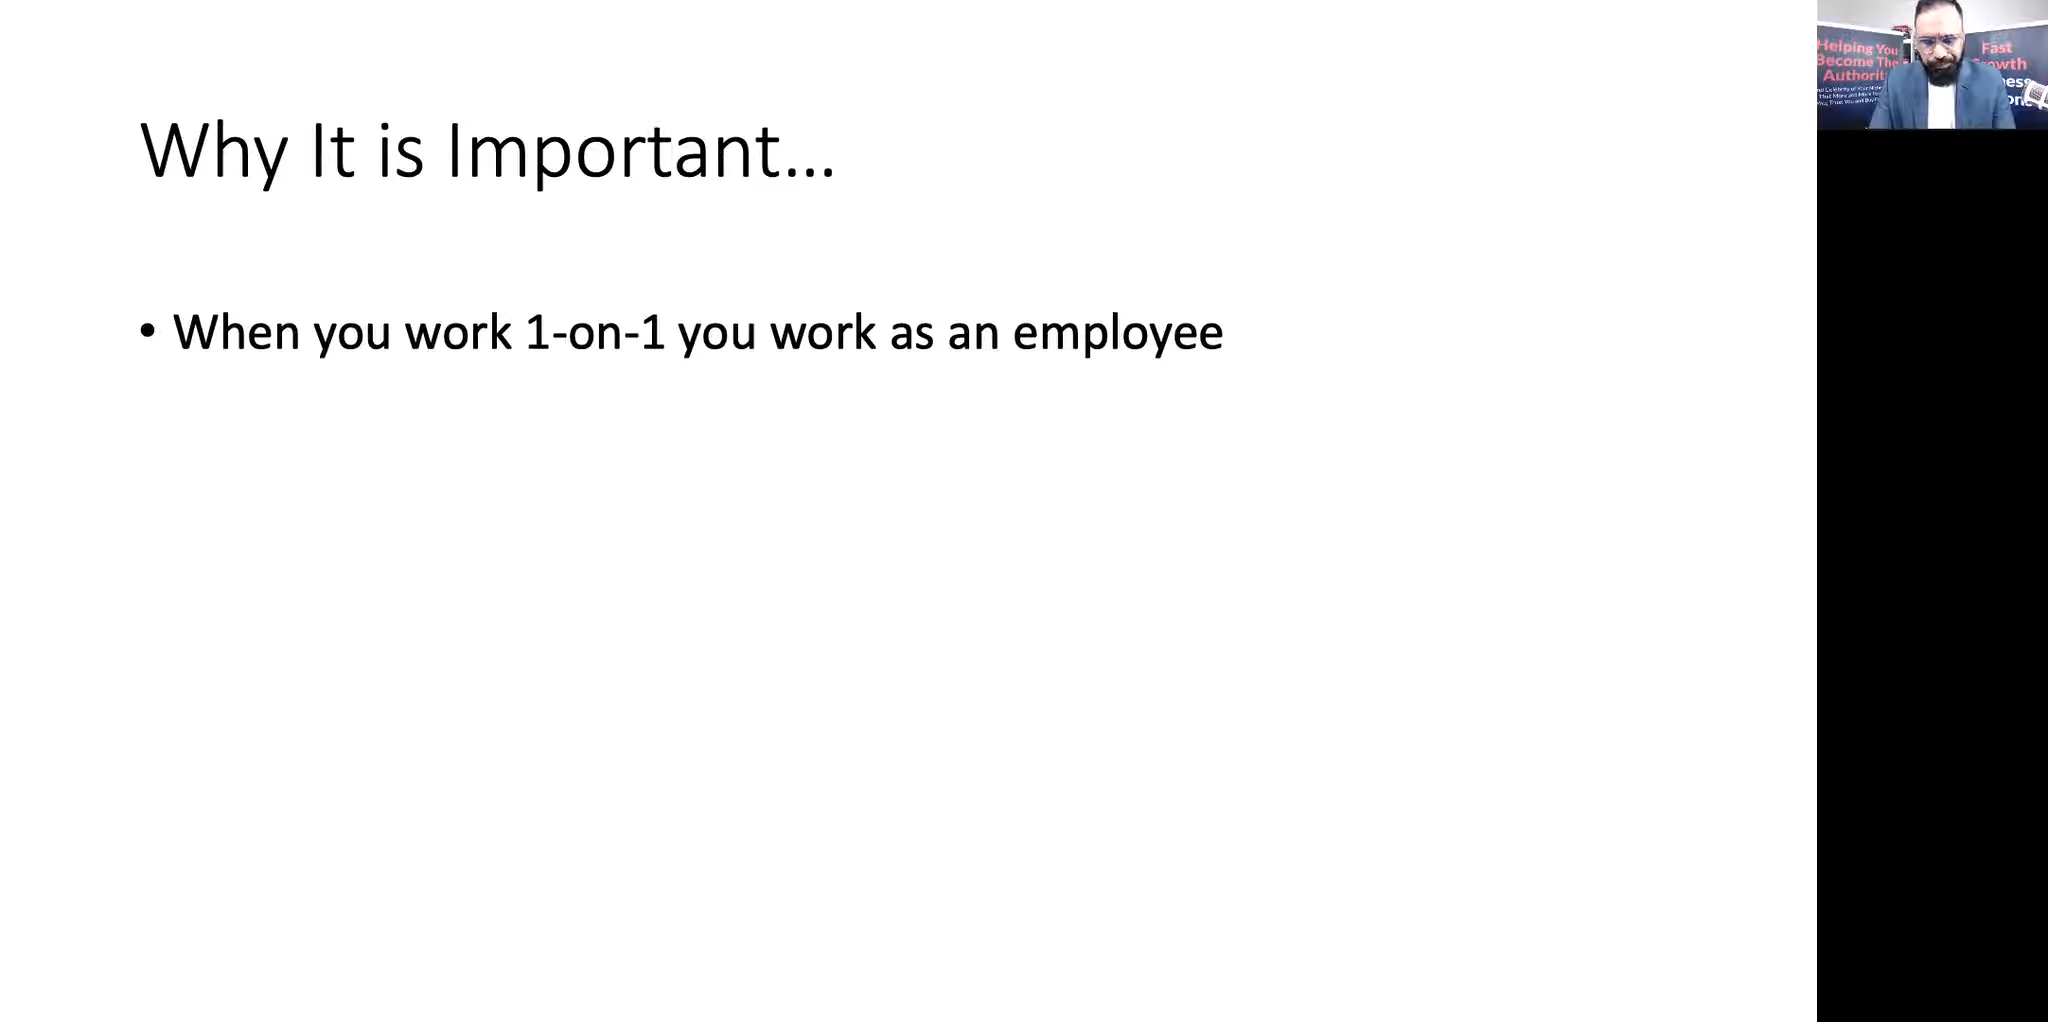 Why It is Important...
• When you work 1-on-1 you work as an employee
Helping You
Become The
Authorit
Fast
owth
ness